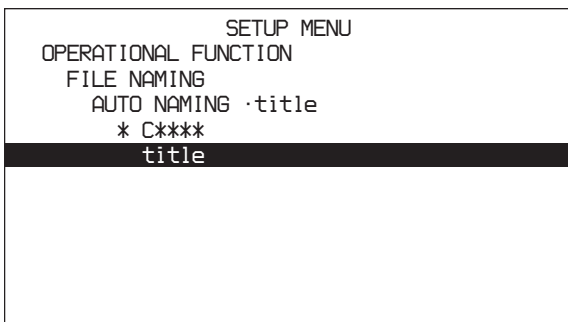 SETUP MENU
OPERATIONAL FUNCTION
FILE NAMING
AUTO NAMING ·title
* C****
title